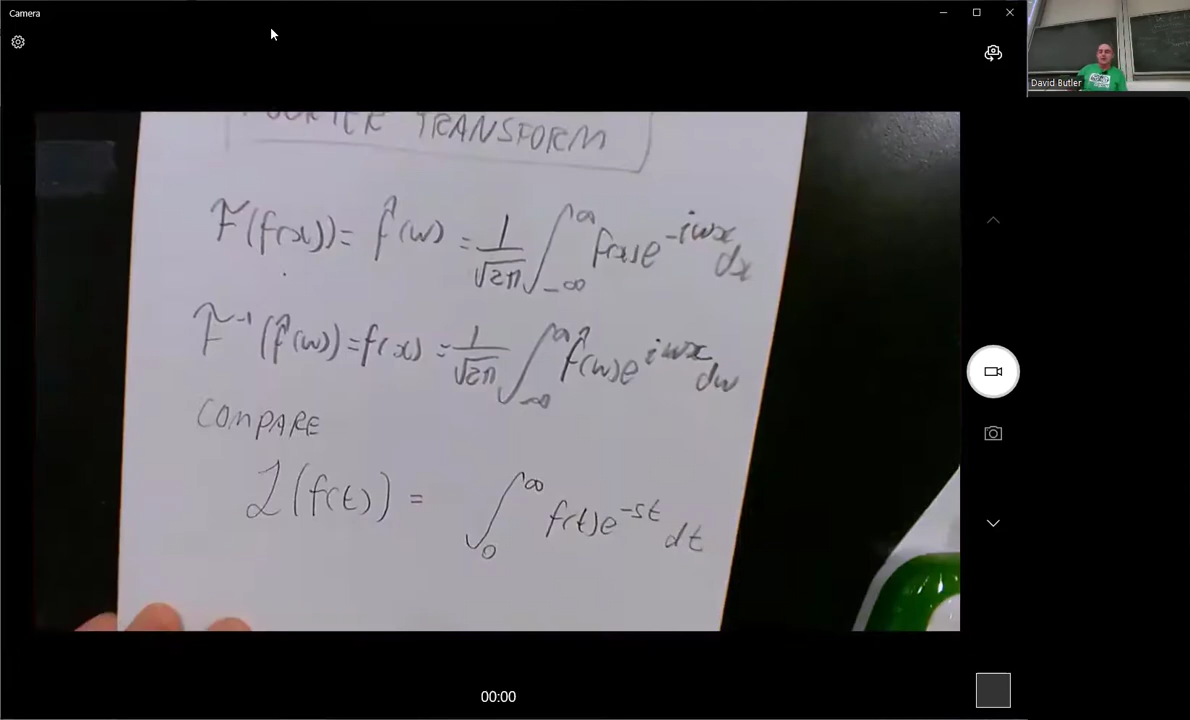 Camera
David Butler
FOURIER TRANSFORM
F(f(x)) = f̂(w) = 1/√2π ∫_-∞^∞ f(x)e^-iwx dx
F^-1(f̂(w)) = f(x) = 1/√2π ∫_-∞^∞ f̂(w)e^iwx dw
COMPARE
L(f(t)) = ∫_0^∞ f(t)e^-st dt
00:00